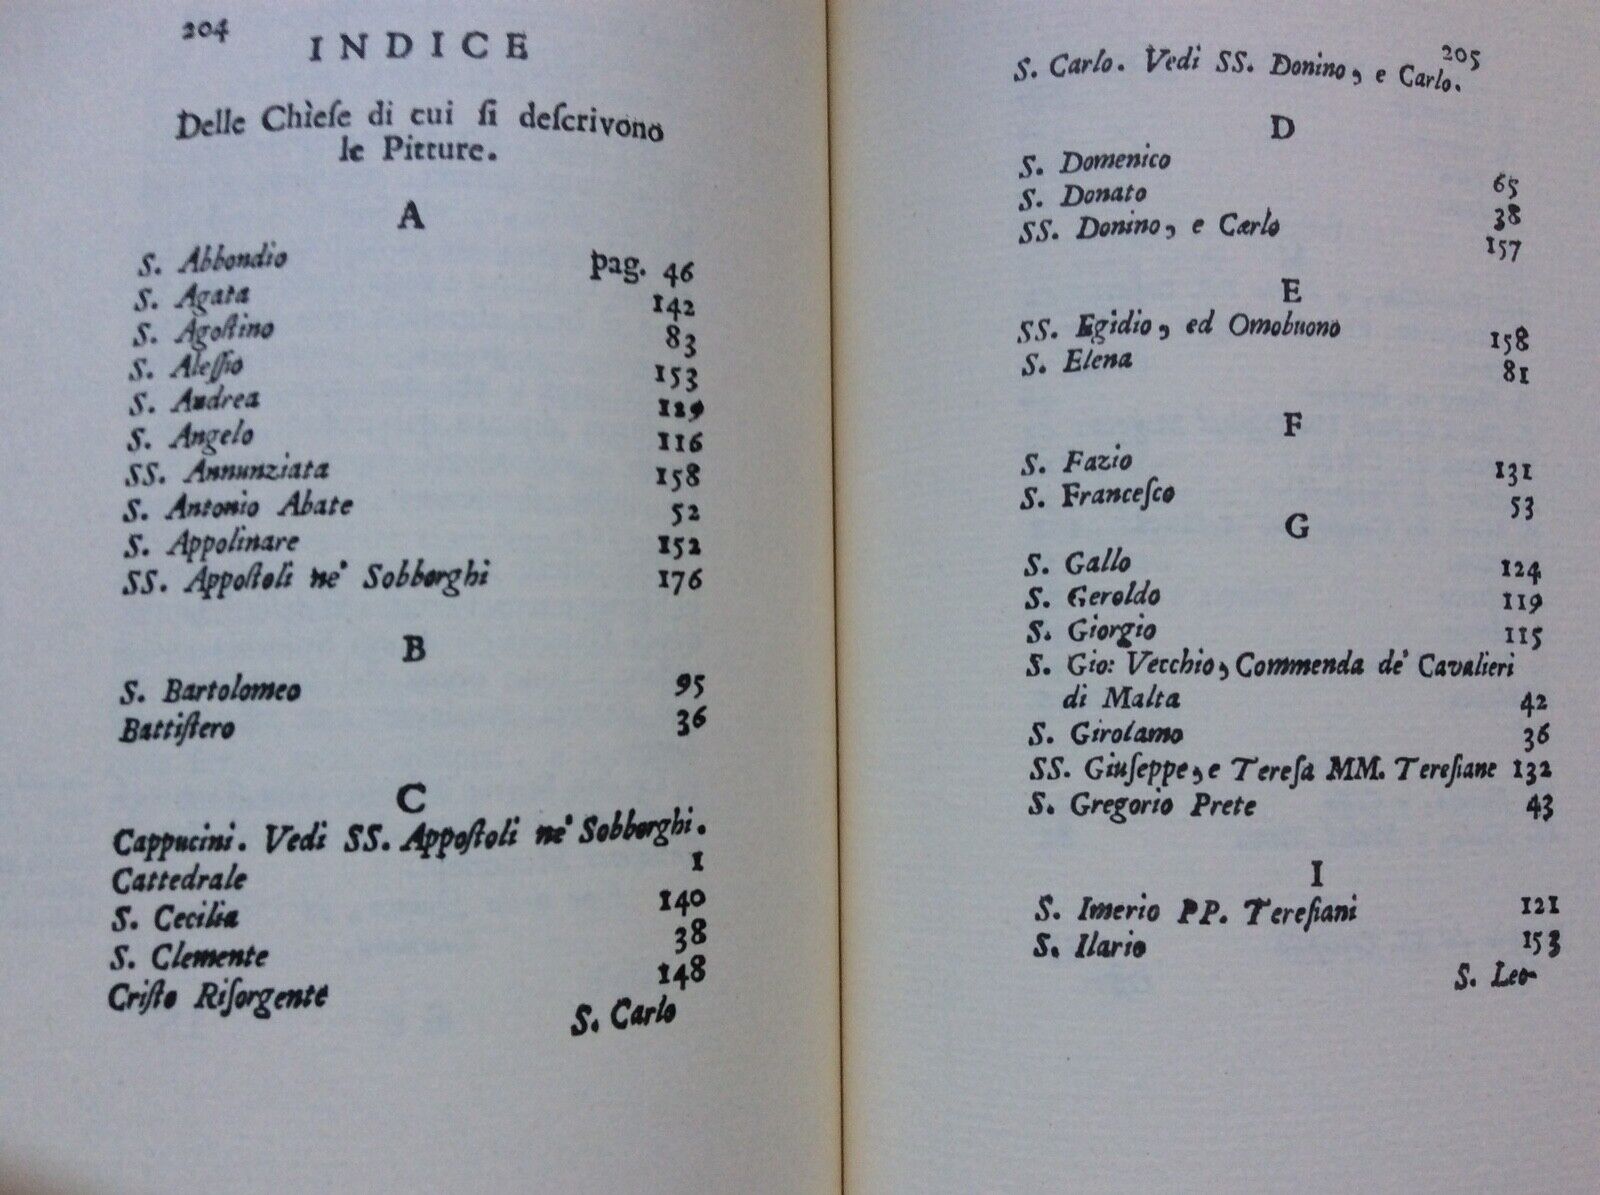 204
INDICE
Delle Chìeſe di cui ſi deſcrivono
le Pitture.
A
S. Abbondio pag. 46
S. Agata 142
S. Agoſtino 83
S. Aleſſio 153
S. Andrea 129
S. Angelo 116
SS. Annunziata 158
S. Antonio Abate 52
S. Appolinare 152
SS. Appoſtoli ne' Sobborghi 176
B
S. Bartolomeo 95
Battiſtero 36
C
Cappucini. Vedi SS. Appoſtoli ne' Sobborghi.
Cattedrale 1
S. Cecilia 140
S. Clemente 38
Criſto Riſorgente 148
S. Carlo
205
S. Carlo. Vedi SS. Donino, e Carlo.
D
S. Domenico 65
S. Donato 38
SS. Donino, e Carlo 157
E
SS. Egidio, ed Omobuono 158
S. Elena 81
F
S. Fazio 131
S. Franceſco 53
G
S. Gallo 124
S. Geroldo 119
S. Giorgio 115
S. Gio: Vecchio, Commenda de' Cavalieri
di Malta 42
S. Girolamo 36
SS. Giuſeppe, e Tereſa MM. Tereſiane 132
S. Gregorio Prete 43
I
S. Imerio PP. Tereſiani 121
S. Ilario 153
S. Leo-